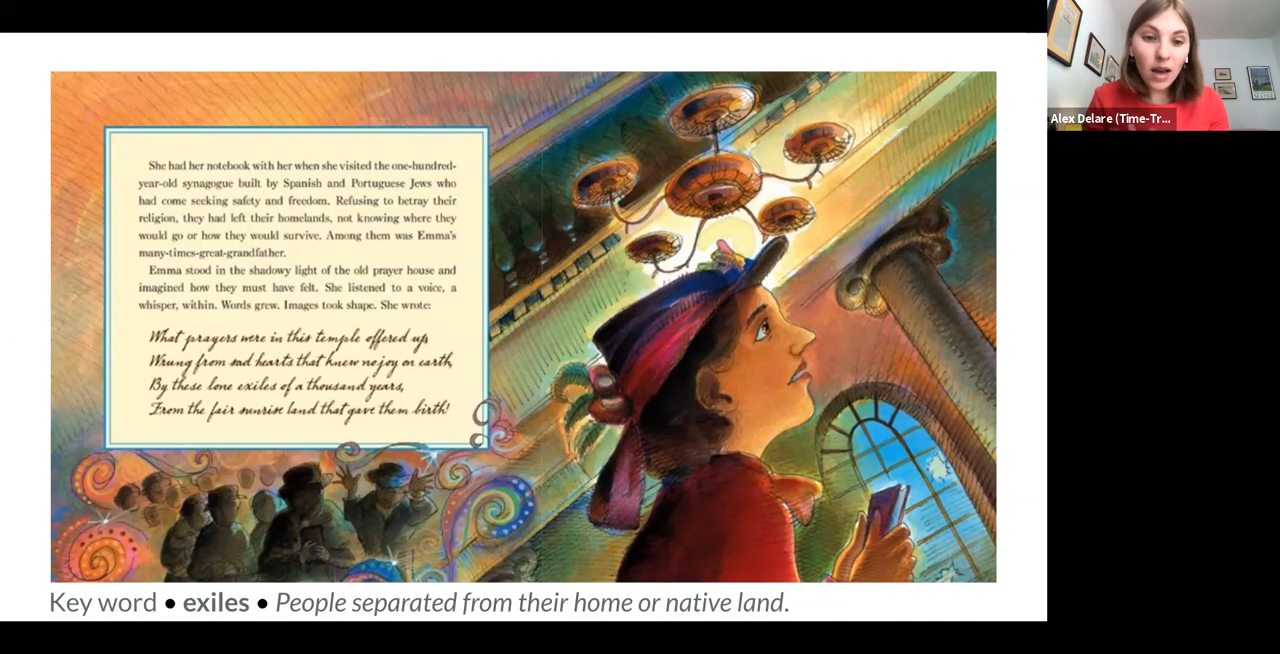 She had her notebook with her when she visited the one-hundred-
year-old synagogue built by Spanish and Portuguese Jews who
had come seeking safety and freedom. Refusing to betray their
religion, they had left their homelands, not knowing where they
would go or how they would survive. Among them was Emma's
many-times-great-grandfather.
Emma stood in the shadowy light of the old prayer house and
imagined how they must have felt. She listened to a voice, a
whisper, within. Words grew. Images took shape. She wrote:
What prayers were in this temple offered up,
Wrung from sad hearts that knew no joy on earth,
By these lone exiles of a thousand years,
From the fair sunrise land that gave them birth!
Key word • exiles • People separated from their home or native land.
Alex Delare (Time-Tr...